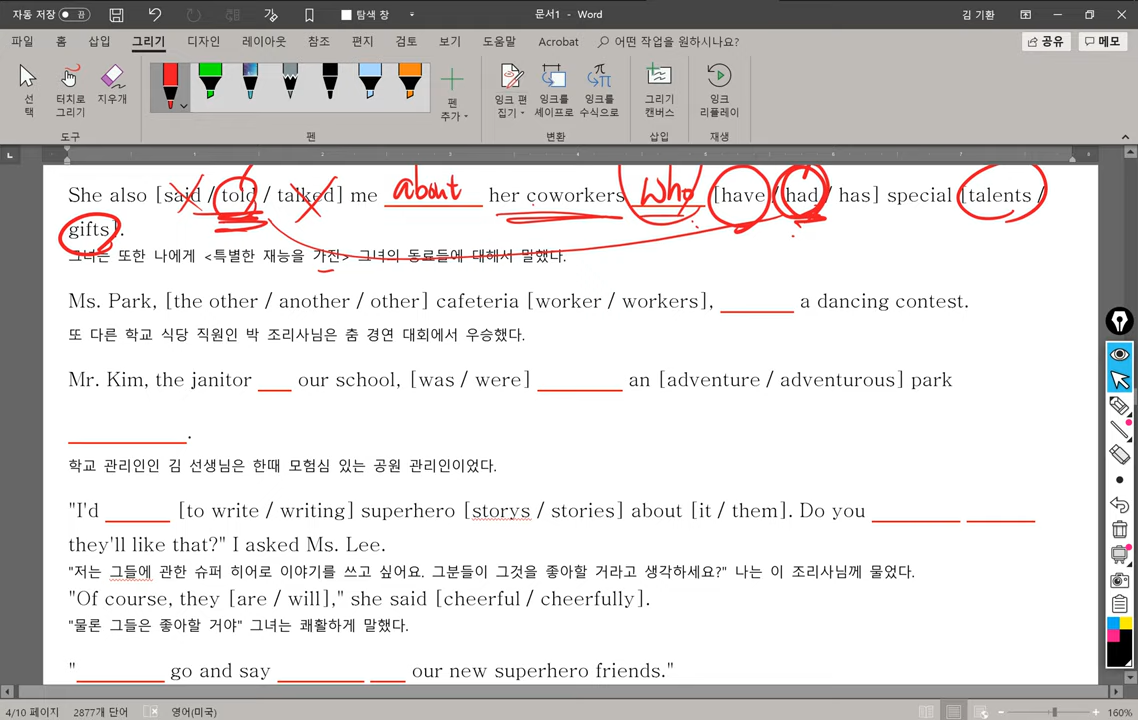 자동 저장 끔 탐색 창 문서1 - Word 김 기환
파일 홈 삽입 그리기 디자인 레이아웃 참조 편지 검토 보기 도움말 Acrobat 어떤 작업을 원하시나요? 공유 메모
선택 터치로 그리기 지우개 펜 추가 잉크 편집기 잉크를 셰이프로 잉크를 수식으로 그리기 캔버스 잉크 리플레이
도구 펜 변환 삽입 재생
She also [said / told / talked] me about her coworkers who [have / had / has] special [talents /
gifts].
그녀는 또한 나에게 <특별한 재능을 가진> 그녀의 동료들에 대해서 말했다.
Ms. Park, [the other / another / other] cafeteria [worker / workers], ______ a dancing contest.
또 다른 학교 식당 직원인 박 조리사님은 춤 경연 대회에서 우승했다.
Mr. Kim, the janitor ___ our school, [was / were] _______ an [adventure / adventurous] park
__________.
학교 관리인인 김 선생님은 한때 모험심 있는 공원 관리인이었다.
"I'd _____ [to write / writing] superhero [storys / stories] about [it / them]. Do you _______ ______
they'll like that?" I asked Ms. Lee.
"저는 그들에 관한 슈퍼 히어로 이야기를 쓰고 싶어요. 그분들이 그것을 좋아할 거라고 생각하세요?" 나는 이 조리사님께 물었다.
"Of course, they [are / will]," she said [cheerful / cheerfully].
"물론 그들은 좋아할 거야" 그녀는 쾌활하게 말했다.
"_______ go and say _______ ___ our new superhero friends."
4/10 페이지 2877개 단어 영어(미국) 160%